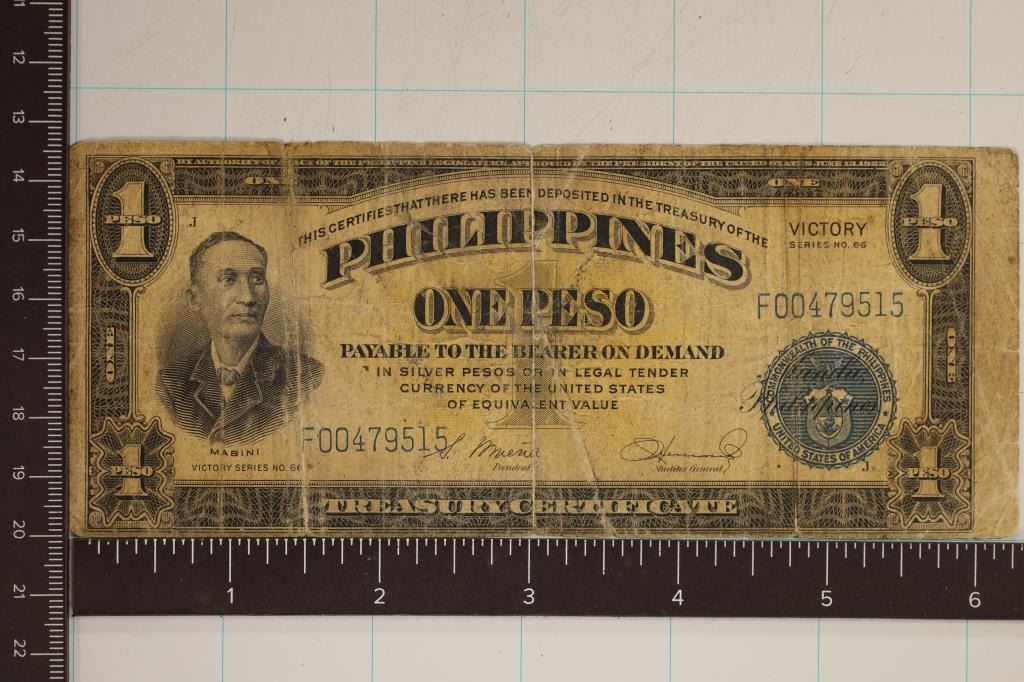 1 PESO
ONE
ONE
1 PESO
J
THIS CERTIFIES THAT THERE HAS BEEN DEPOSITED IN THE TREASURY OF THE
PHILIPPINES
VICTORY
SERIES NO. 66
ONE PESO
F00479515
PAYABLE TO THE BEARER ON DEMAND
IN SILVER PESOS OR IN LEGAL TENDER
CURRENCY OF THE UNITED STATES
OF EQUIVALENT VALUE
ONE
ONE
COMMONWEALTH OF THE PHILIPPINES
UNITED STATES OF AMERICA
MABINI
VICTORY SERIES NO. 66
F00479515
President
Auditor General
J
1 PESO
TREASURY CERTIFICATE
1 PESO
11
12
13
14
15
16
17
18
19
20
21
22
1 2 3 4 5 6